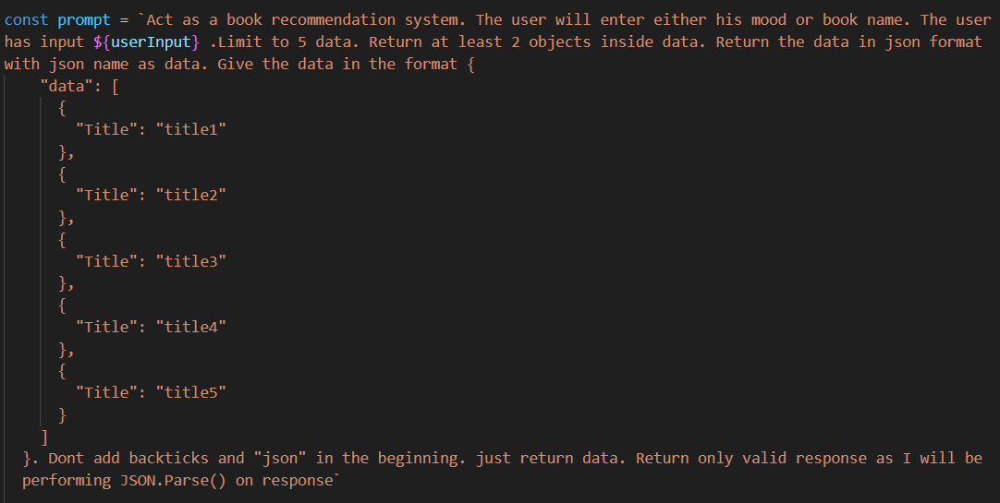 const prompt = `Act as a book recommendation system. The user will enter either his mood or book name. The user
has input ${userInput} .Limit to 5 data. Return at least 2 objects inside data. Return the data in json format
with json name as data. Give the data in the format {
"data": [
{
"Title": "title1"
},
{
"Title": "title2"
},
{
"Title": "title3"
},
{
"Title": "title4"
},
{
"Title": "title5"
}
]
}. Dont add backticks and "json" in the beginning. just return data. Return only valid response as I will be
performing JSON.Parse() on response`